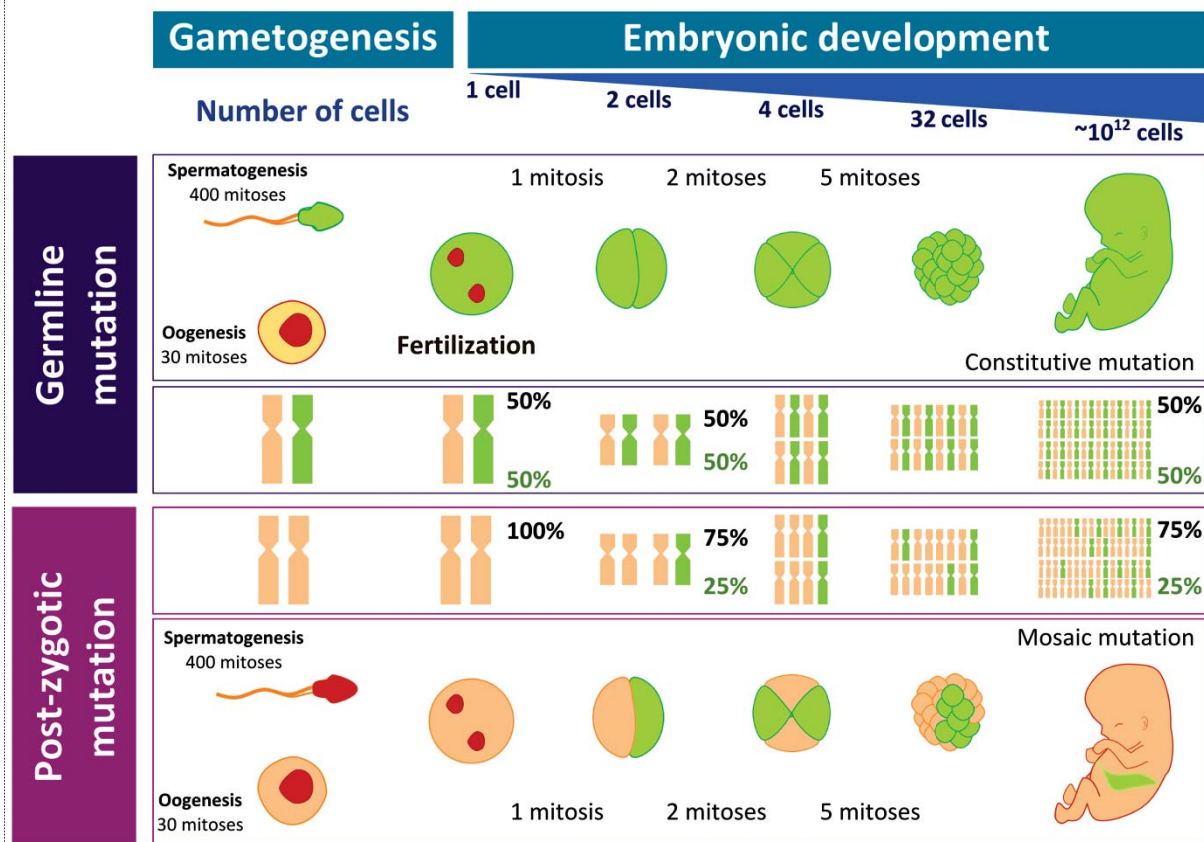 Gametogenesis
Embryonic development
Number of cells
1 cell
2 cells
4 cells
32 cells
~10¹² cells
Germline
mutation
Spermatogenesis
400 mitoses
1 mitosis
2 mitoses
5 mitoses
Oogenesis
30 mitoses
Fertilization
Constitutive mutation
50%
50%
50%
50%
50%
50%
Post-zygotic
mutation
100%
75%
25%
75%
25%
Spermatogenesis
400 mitoses
Mosaic mutation
Oogenesis
30 mitoses
1 mitosis
2 mitoses
5 mitoses